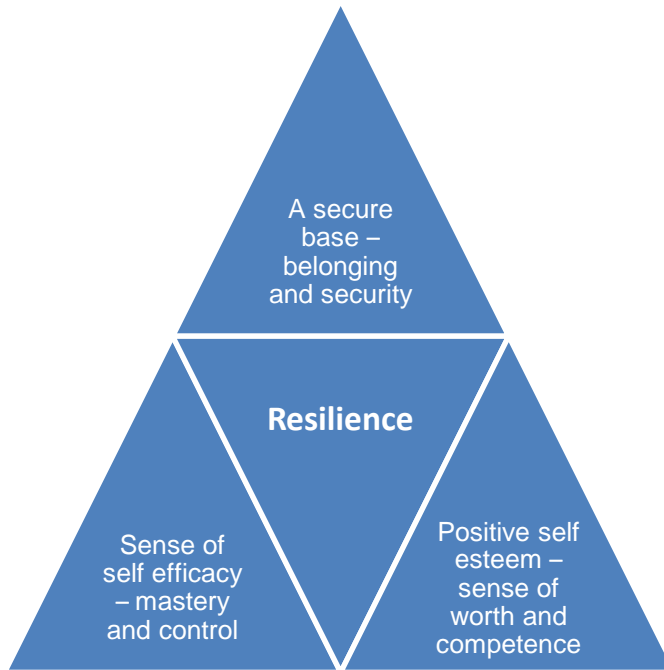 A secure
base –
belonging
and security
Resilience
Sense of
self efficacy
– mastery
and control
Positive self
esteem –
sense of
worth and
competence